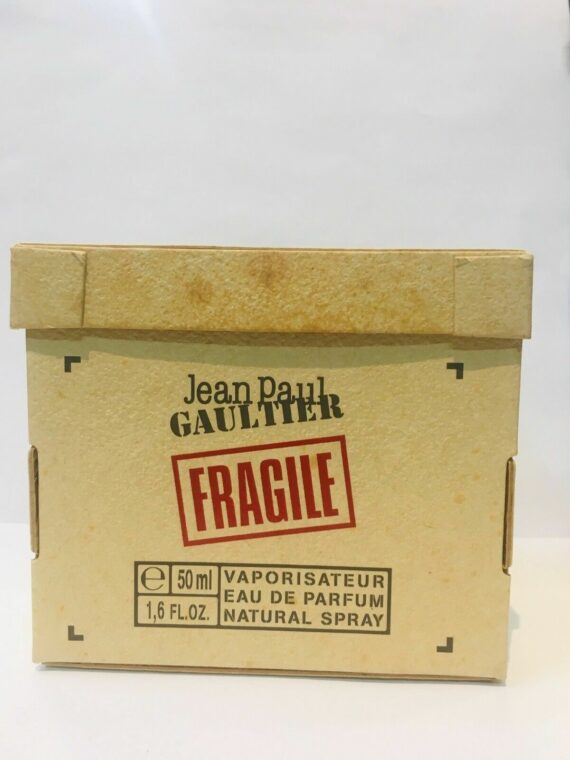 Jean Paul
GAULTIER
FRAGILE
e 50 ml
1,6 FL.OZ.
VAPORISATEUR
EAU DE PARFUM
NATURAL SPRAY